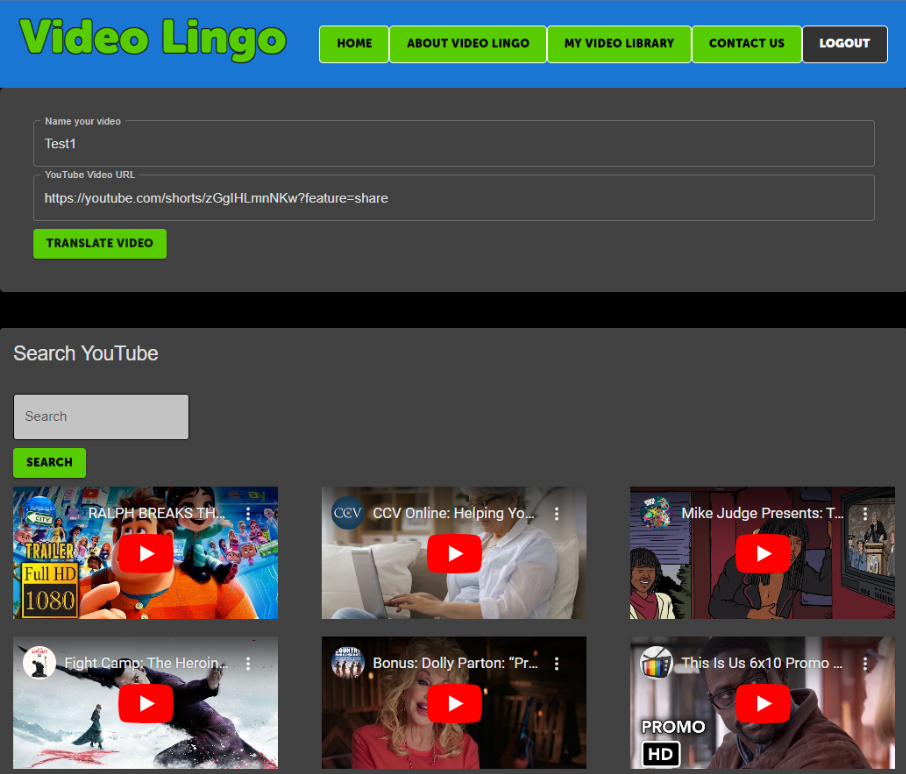 Video Lingo
HOME
ABOUT VIDEO LINGO
MY VIDEO LIBRARY
CONTACT US
LOGOUT
Name your video
Test1
YouTube Video URL
https://youtube.com/shorts/zGgIHLmnNKw?feature=share
TRANSLATE VIDEO
Search YouTube
Search
SEARCH
RALPH BREAKS TH...
CITY
TRAILER
Full HD
1080
CCV
CCV Online: Helping Yo...
Mike Judge Presents: T...
Fight Camp: The Heroin...
Bonus: Dolly Parton: “Pr...
This Is Us 6x10 Promo ...
PROMO
HD